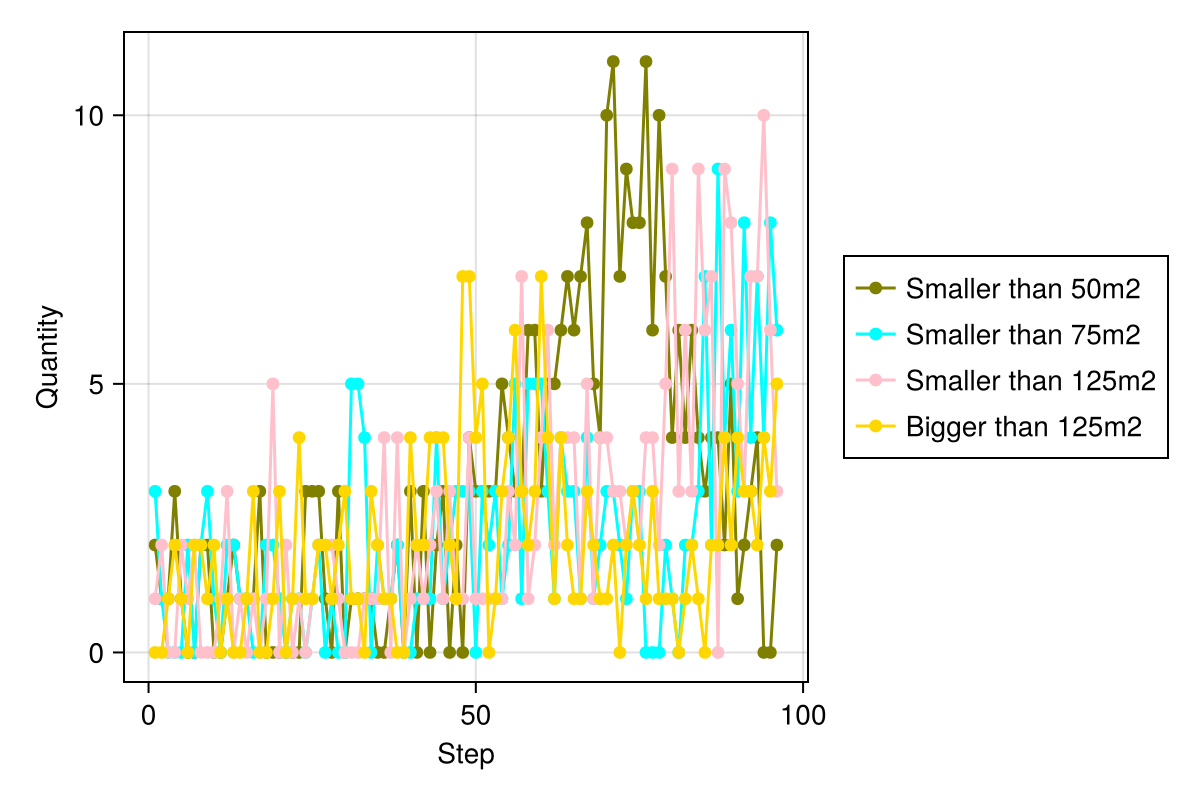 10
5
0
Quantity
0
50
100
Step
Smaller than 50m2
Smaller than 75m2
Smaller than 125m2
Bigger than 125m2